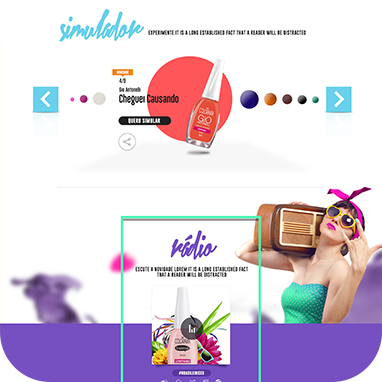 simulador
EXPERIMENTE IT IS A LONG ESTABLISHED FACT THAT A READER WILL BE DISTRACTED
4/9
Gio Antonelli
Cheguei Causando
QUERO SIMULAR
GIO
rádio
ESCUTE A NOVIDADE LOREM IT IS A LONG ESTABLISHED FACT
THAT A READER WILL BE DISTRACTED